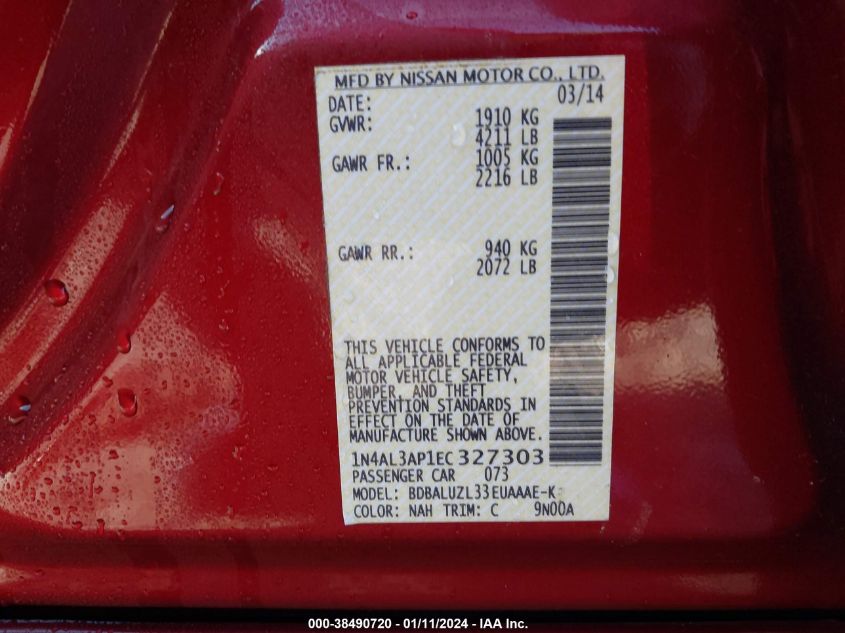 MFD BY NISSAN MOTOR CO., LTD.
DATE: 03/14
GVWR: 1910 KG
4211 LB
GAWR FR.: 1005 KG
2216 LB
GAWR RR.: 940 KG
2072 LB
THIS VEHICLE CONFORMS TO
ALL APPLICABLE FEDERAL
MOTOR VEHICLE SAFETY,
BUMPER, AND THEFT
PREVENTION STANDARDS IN
EFFECT ON THE DATE OF
MANUFACTURE SHOWN ABOVE.
1N4AL3AP1EC 327303
PASSENGER CAR 073
MODEL: BDBALUZL33EUAAAE-K
COLOR: NAH TRIM: C 9N00A
000-38490720 - 01/11/2024 - IAA Inc.